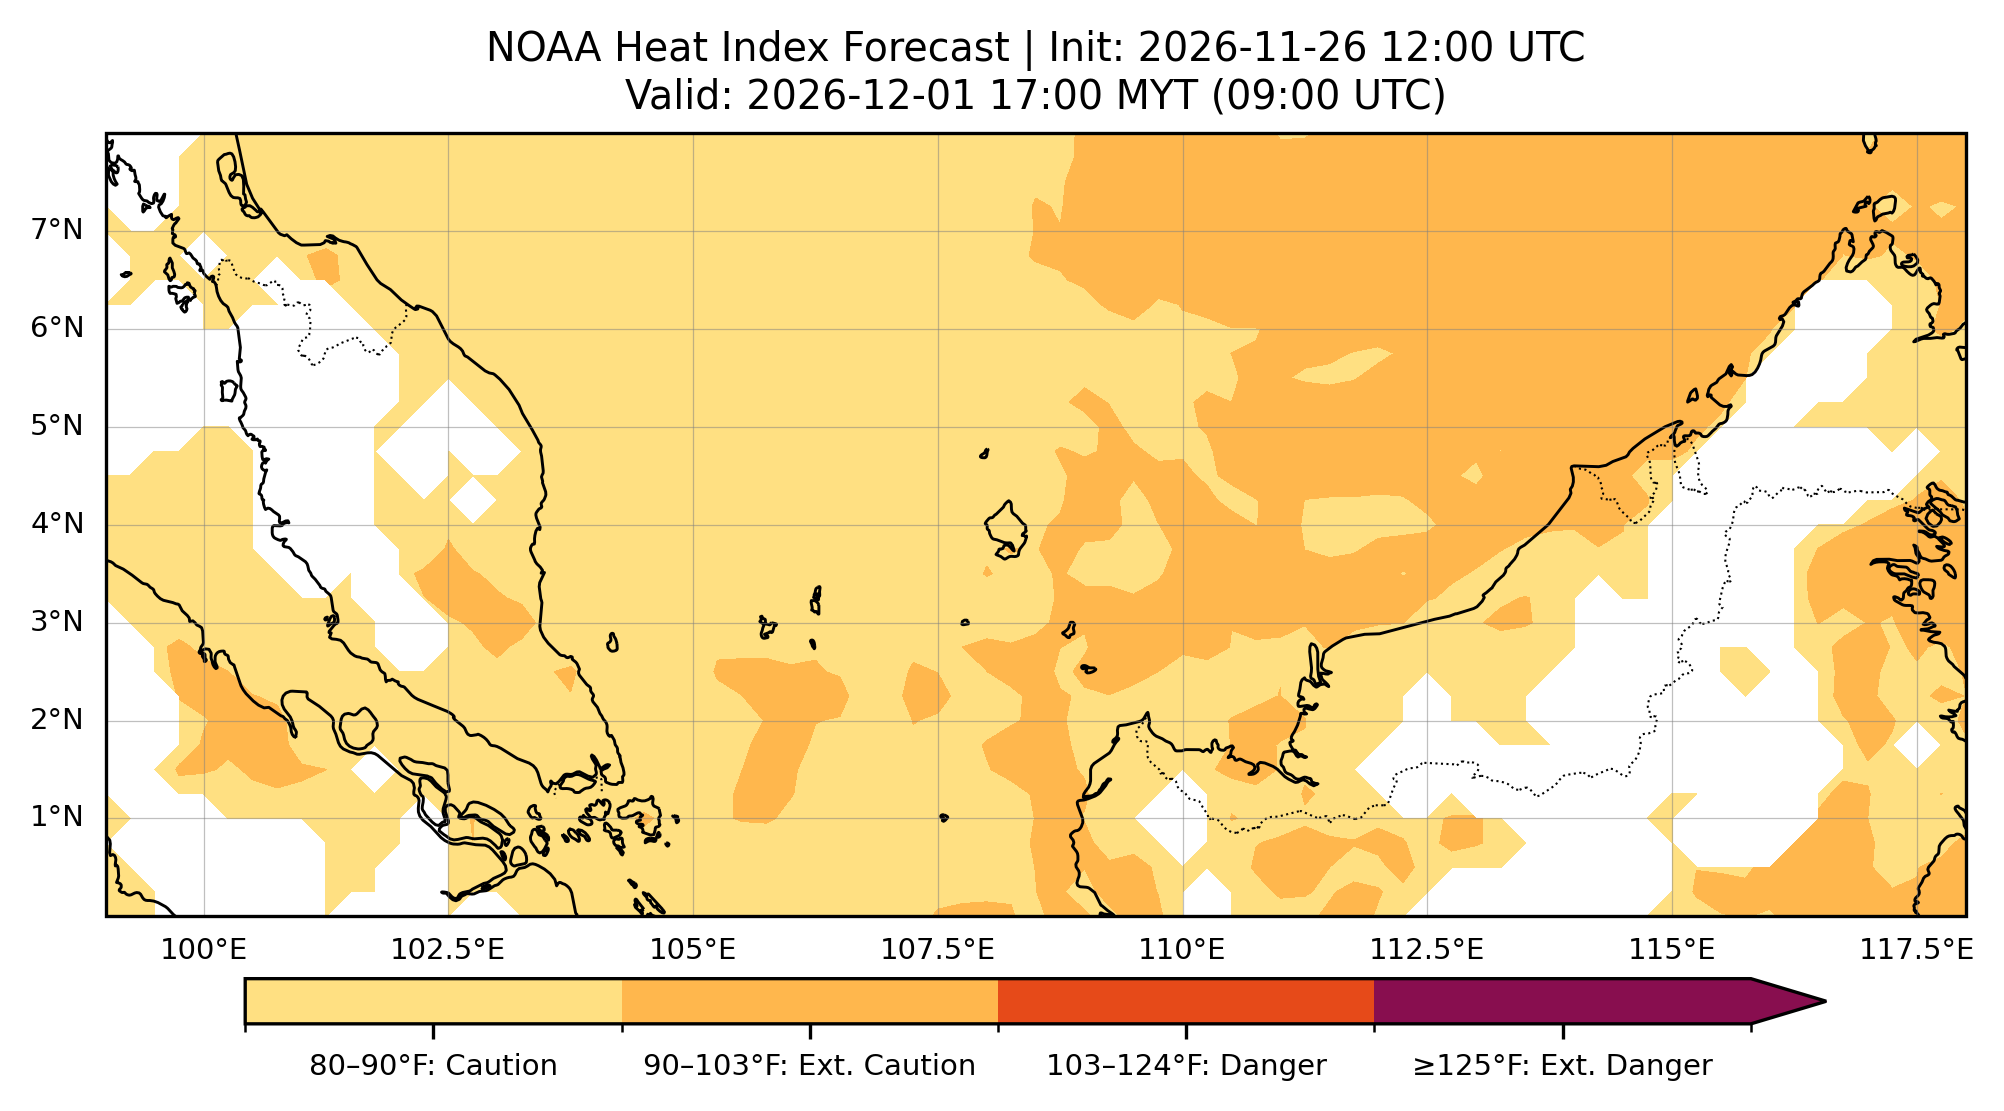 NOAA Heat Index Forecast | Init: 2026-11-26 12:00 UTC
Valid: 2026-12-01 17:00 MYT (09:00 UTC)
7°N
6°N
5°N
4°N
3°N
2°N
1°N
100°E 102.5°E 105°E 107.5°E 110°E 112.5°E 115°E 117.5°E
80–90°F: Caution 90–103°F: Ext. Caution 103–124°F: Danger ≥125°F: Ext. Danger